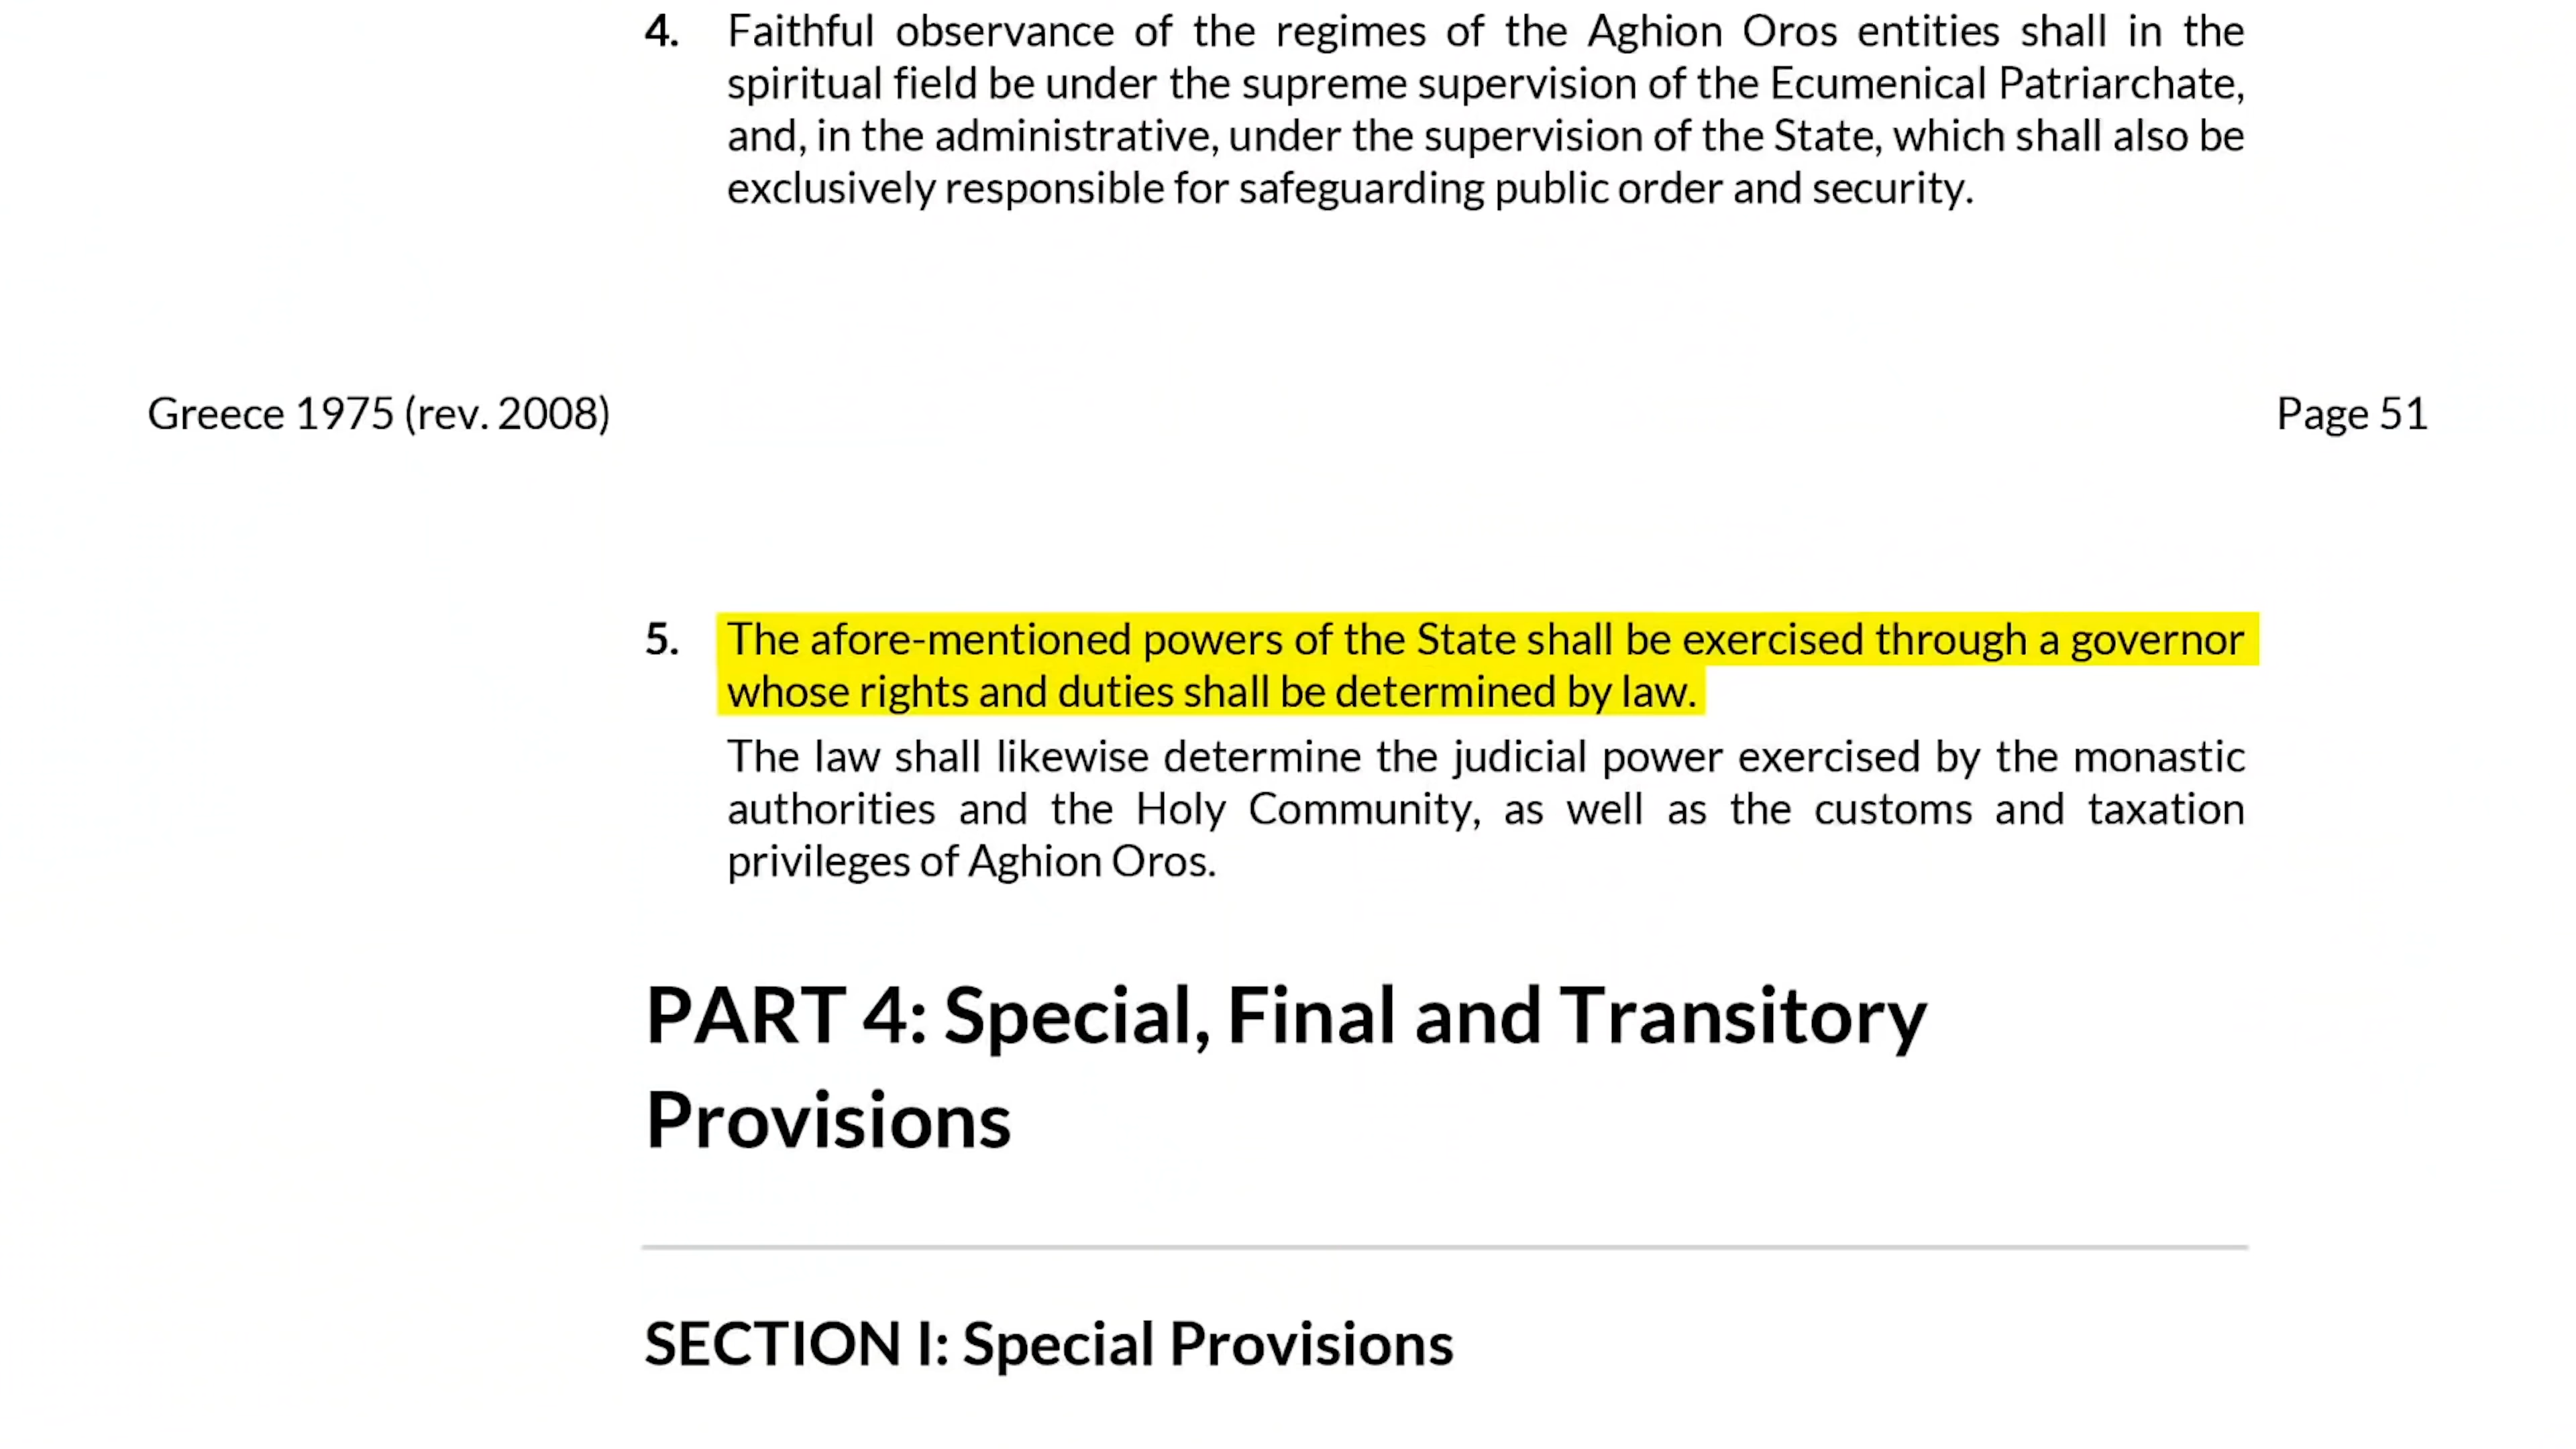 4. Faithful observance of the regimes of the Aghion Oros entities shall in the
spiritual field be under the supreme supervision of the Ecumenical Patriarchate,
and, in the administrative, under the supervision of the State, which shall also be
exclusively responsible for safeguarding public order and security.
Greece 1975 (rev. 2008) Page 51
5. The afore-mentioned powers of the State shall be exercised through a governor
whose rights and duties shall be determined by law.
The law shall likewise determine the judicial power exercised by the monastic
authorities and the Holy Community, as well as the customs and taxation
privileges of Aghion Oros.
PART 4: Special, Final and Transitory
Provisions
SECTION I: Special Provisions